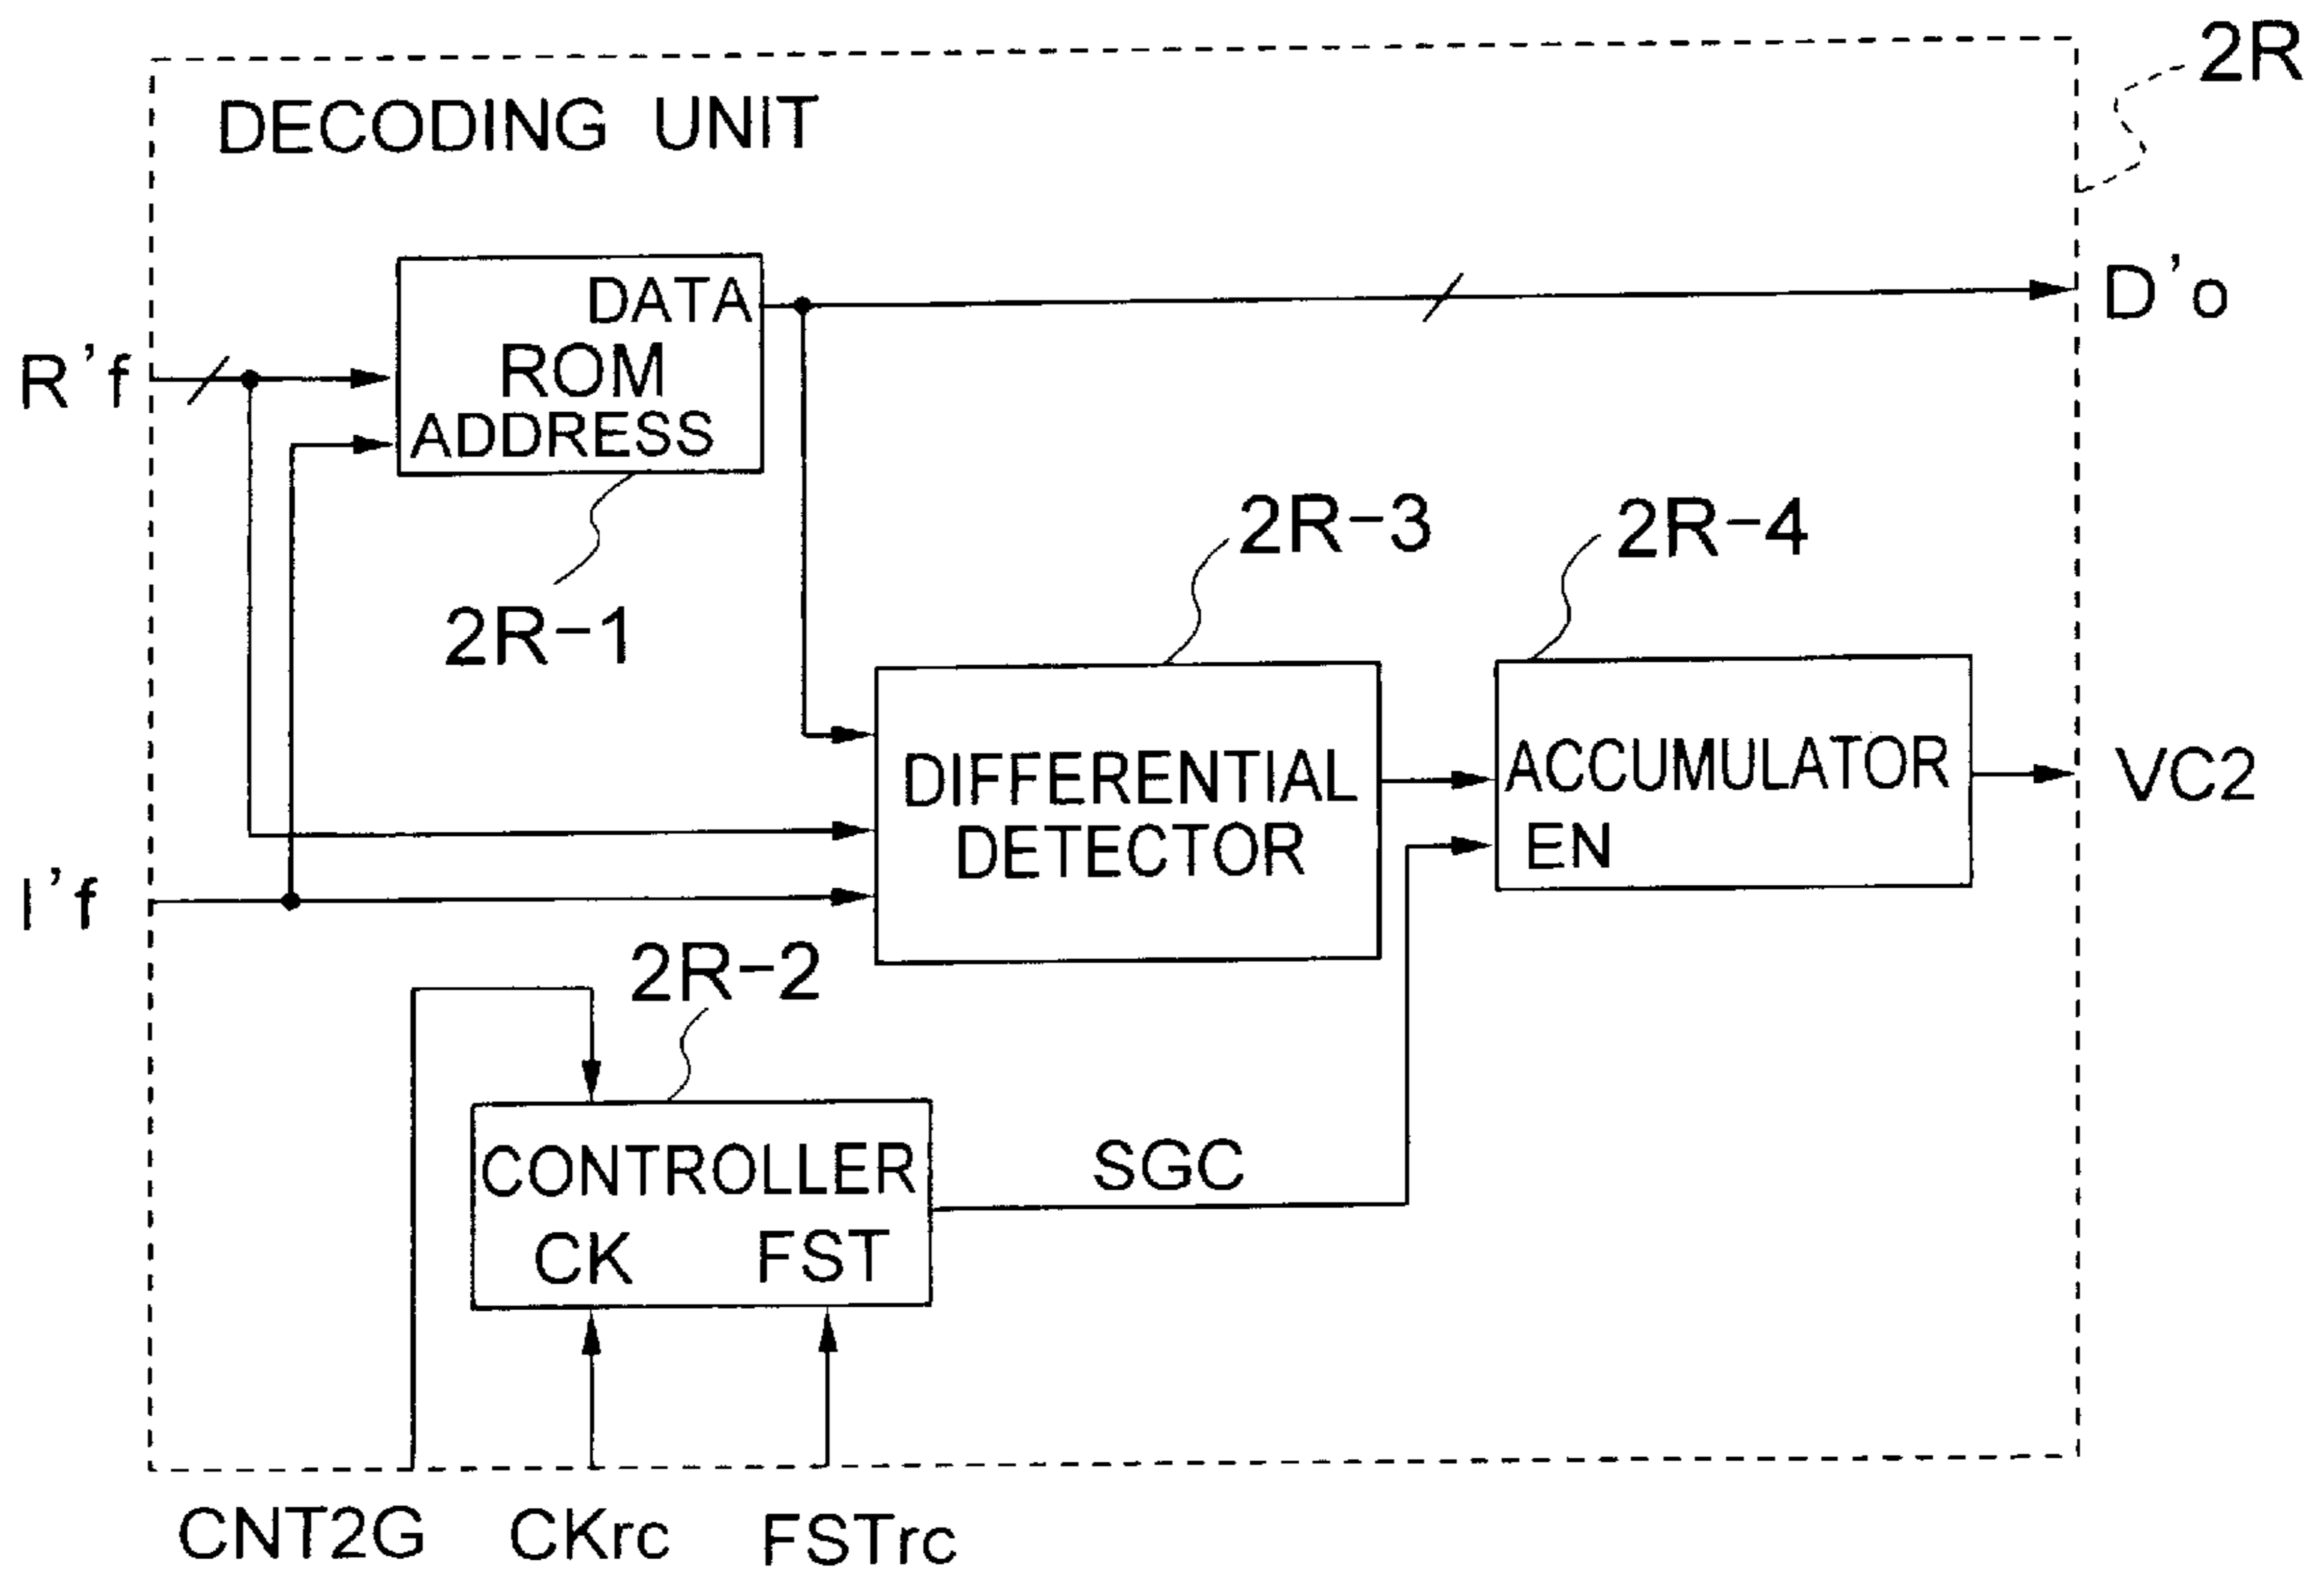 2R
DECODING UNIT
DATA
D'o
ROM
R'f
ADDRESS
2R-3
2R-4
2R-1
DIFFERENTIAL
DETECTOR
ACCUMULATOR
EN
VC2
I'f
2R-2
CONTROLLER
CK FST
SGC
CNT2G CKrc FSTrc